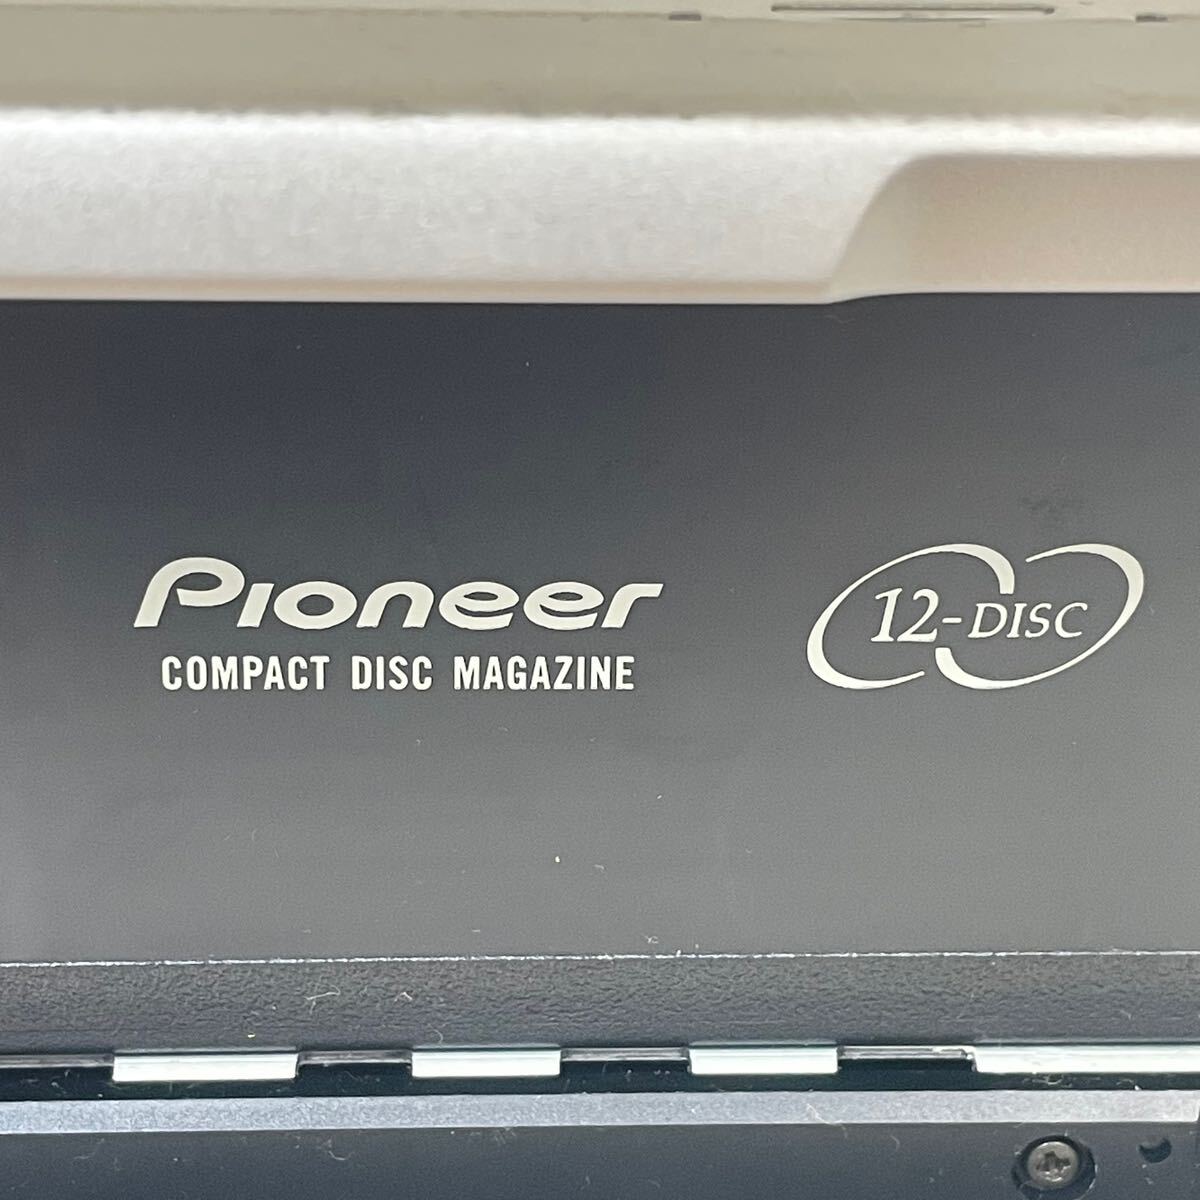 Pioneer
COMPACT DISC MAGAZINE
12-DISC